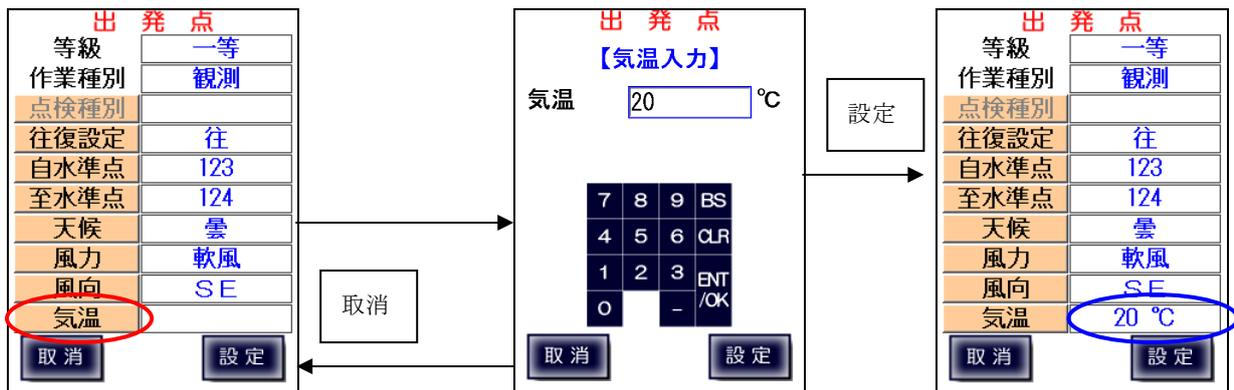 出 発 点
等級 一等
作業種別 観測
点検種別
往復設定 往
自水準点 123
至水準点 124
天候 曇
風力 軟風
風向 ＳＥ
気温
取 消 設 定
取消
出 発 点
【気温入力】
気温 20 ℃
7 8 9 BS
4 5 6 CLR
1 2 3 ENT
/OK
0 －
取 消 設 定
設定
出 発 点
等級 一等
作業種別 観測
点検種別
往復設定 往
自水準点 123
至水準点 124
天候 曇
風力 軟風
風向 ＳＥ
気温 20 ℃
取 消 設 定